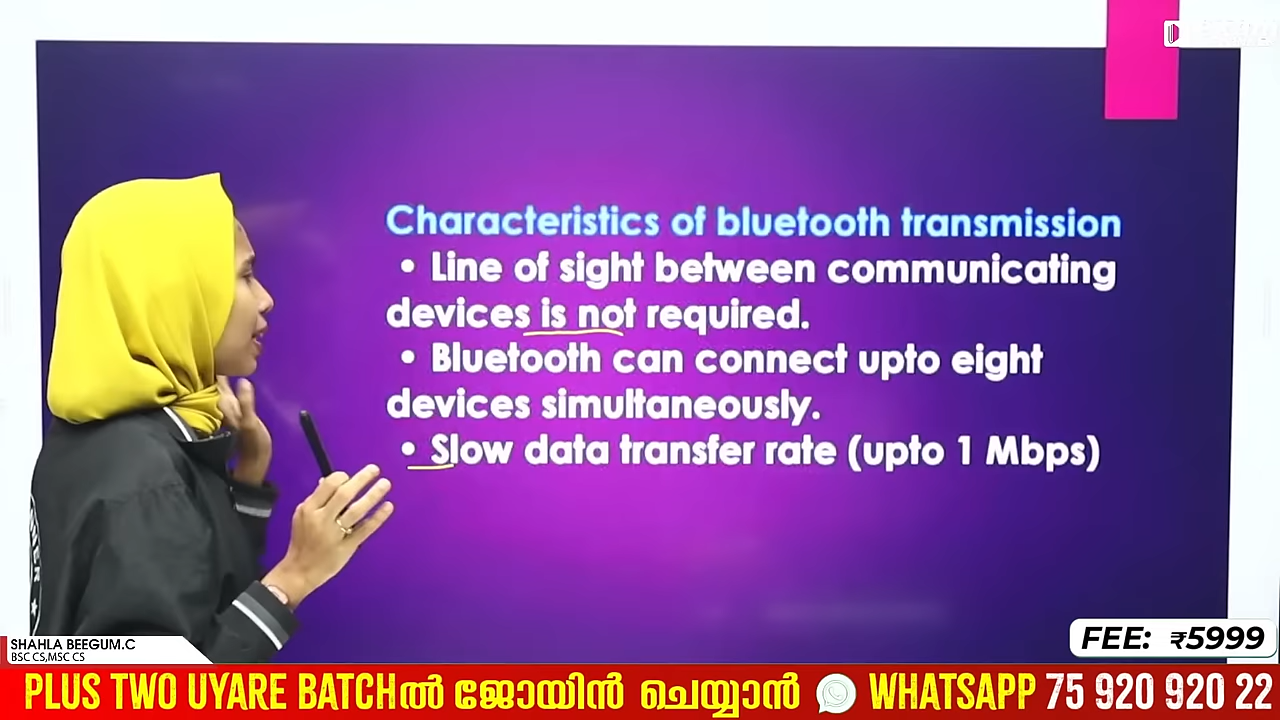 Characteristics of bluetooth transmission
• Line of sight between communicating
devices is not required.
• Bluetooth can connect upto eight
devices simultaneously.
• Slow data transfer rate (upto 1 Mbps)
SHAHLA BEEGUM.C
BSC CS,MSC CS
FEE: ₹5999
PLUS TWO UYARE BATCHൽ ജോയിൻ ചെയ്യാൻ WHATSAPP 75 920 920 22